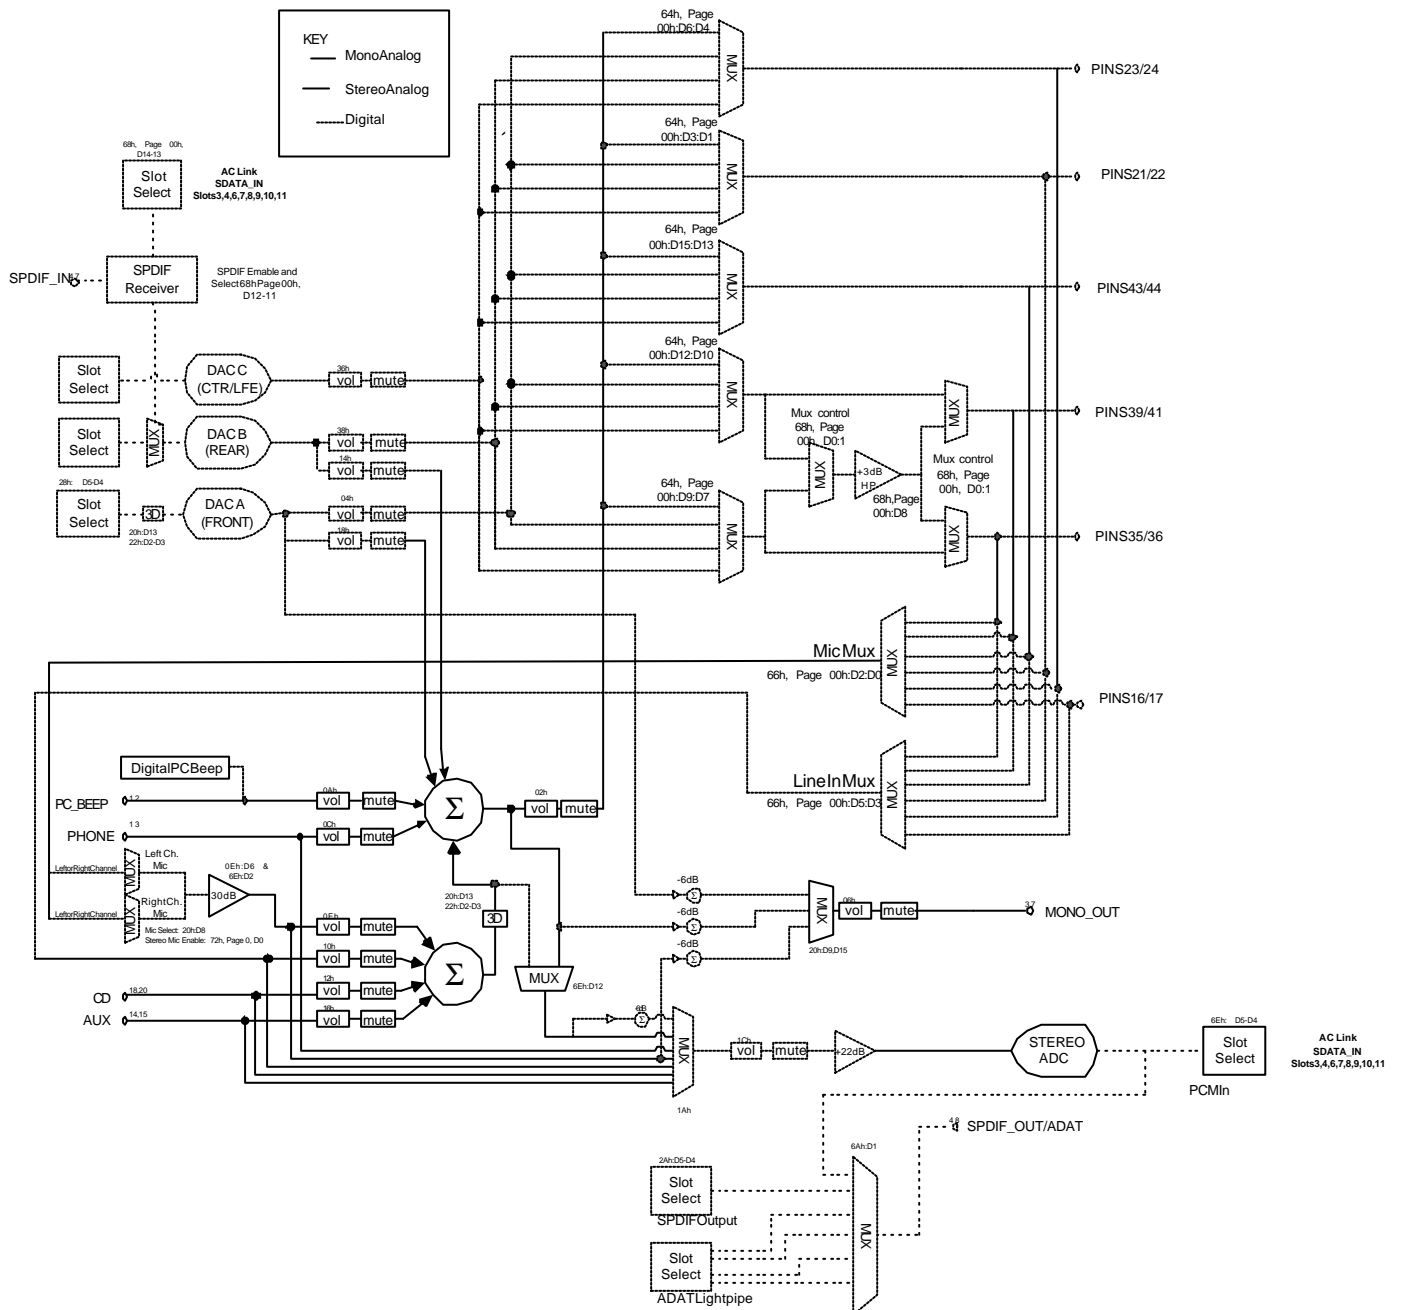 KEY
MonoAnalog
StereoAnalog
Digital
64h, Page
00h:D6:D4
MUX
PINS23/24
64h, Page
00h:D3:D1
MUX
PINS21/22
64h, Page
00h:D15:D13
MUX
PINS43/44
64h, Page
00h:D12:D10
MUX
64h, Page
00h:D9:D7
MUX
68h, Page 00h,
D14-13
Slot
Select
AC Link
SDATA_IN
Slots3,4,6,7,8,9,10,11
SPDIF_IN
SPDIF
Receiver
SPDIF Emable and
Select68hPage00h,
D12-11
Slot
Select
DAC C
(CTR/LFE)
36h
vol
mute
Slot
Select
MUX
DAC B
(REAR)
38h
vol
mute
14h
vol
mute
28h: D5-D4
Slot
Select
3D
20h:D13
22h:D2-D3
DAC A
(FRONT)
04h
vol
mute
18h
vol
mute
Mux control
68h, Page
00h, D0:1
MUX
+3dB
HP
68h,Page
00h:D8
MUX
PINS39/41
Mux control
68h, Page
00h, D0:1
MUX
PINS35/36
MicMux
66h, Page 00h:D2:D0
MUX
PINS16/17
LineInMux
66h, Page 00h:D5:D3
MUX
DigitalPCBeep
PC_BEEP
1,2
0Ah
vol
mute
Σ
02h
vol
mute
PHONE
1 3
0Ch
vol
mute
LeftorRightChannel
MUX
Left Ch.
Mic
0Eh:D6 &
6Eh:D2
30dB
LeftorRightChannel
MUX
RightCh.
Mic
Mic Select: 20h:D8
Stereo Mic Enable: 72h, Page 0, D0
0Eh
vol
mute
10h
vol
mute
12h
vol
mute
16h
vol
mute
Σ
20h:D13
22h:D2-D3
3D
MUX
6Eh:D12
CD
18,20
AUX
14,15
-6dB
Σ
-6dB
Σ
-6dB
Σ
MUX
20h:D9,D15
06h
vol
mute
37
MONO_OUT
-6dB
Σ
MUX
1Ah
1Ch
vol
mute
+22dB
STEREO
ADC
6Eh: D5-D4
Slot
Select
PCMIn
AC Link
SDATA_IN
Slots3,4,6,7,8,9,10,11
48
SPDIF_OUT/ADAT
6Ah:D1
MUX
2Ah:D5-D4
Slot
Select
SPDIFOutput
Slot
Select
ADATLightpipe